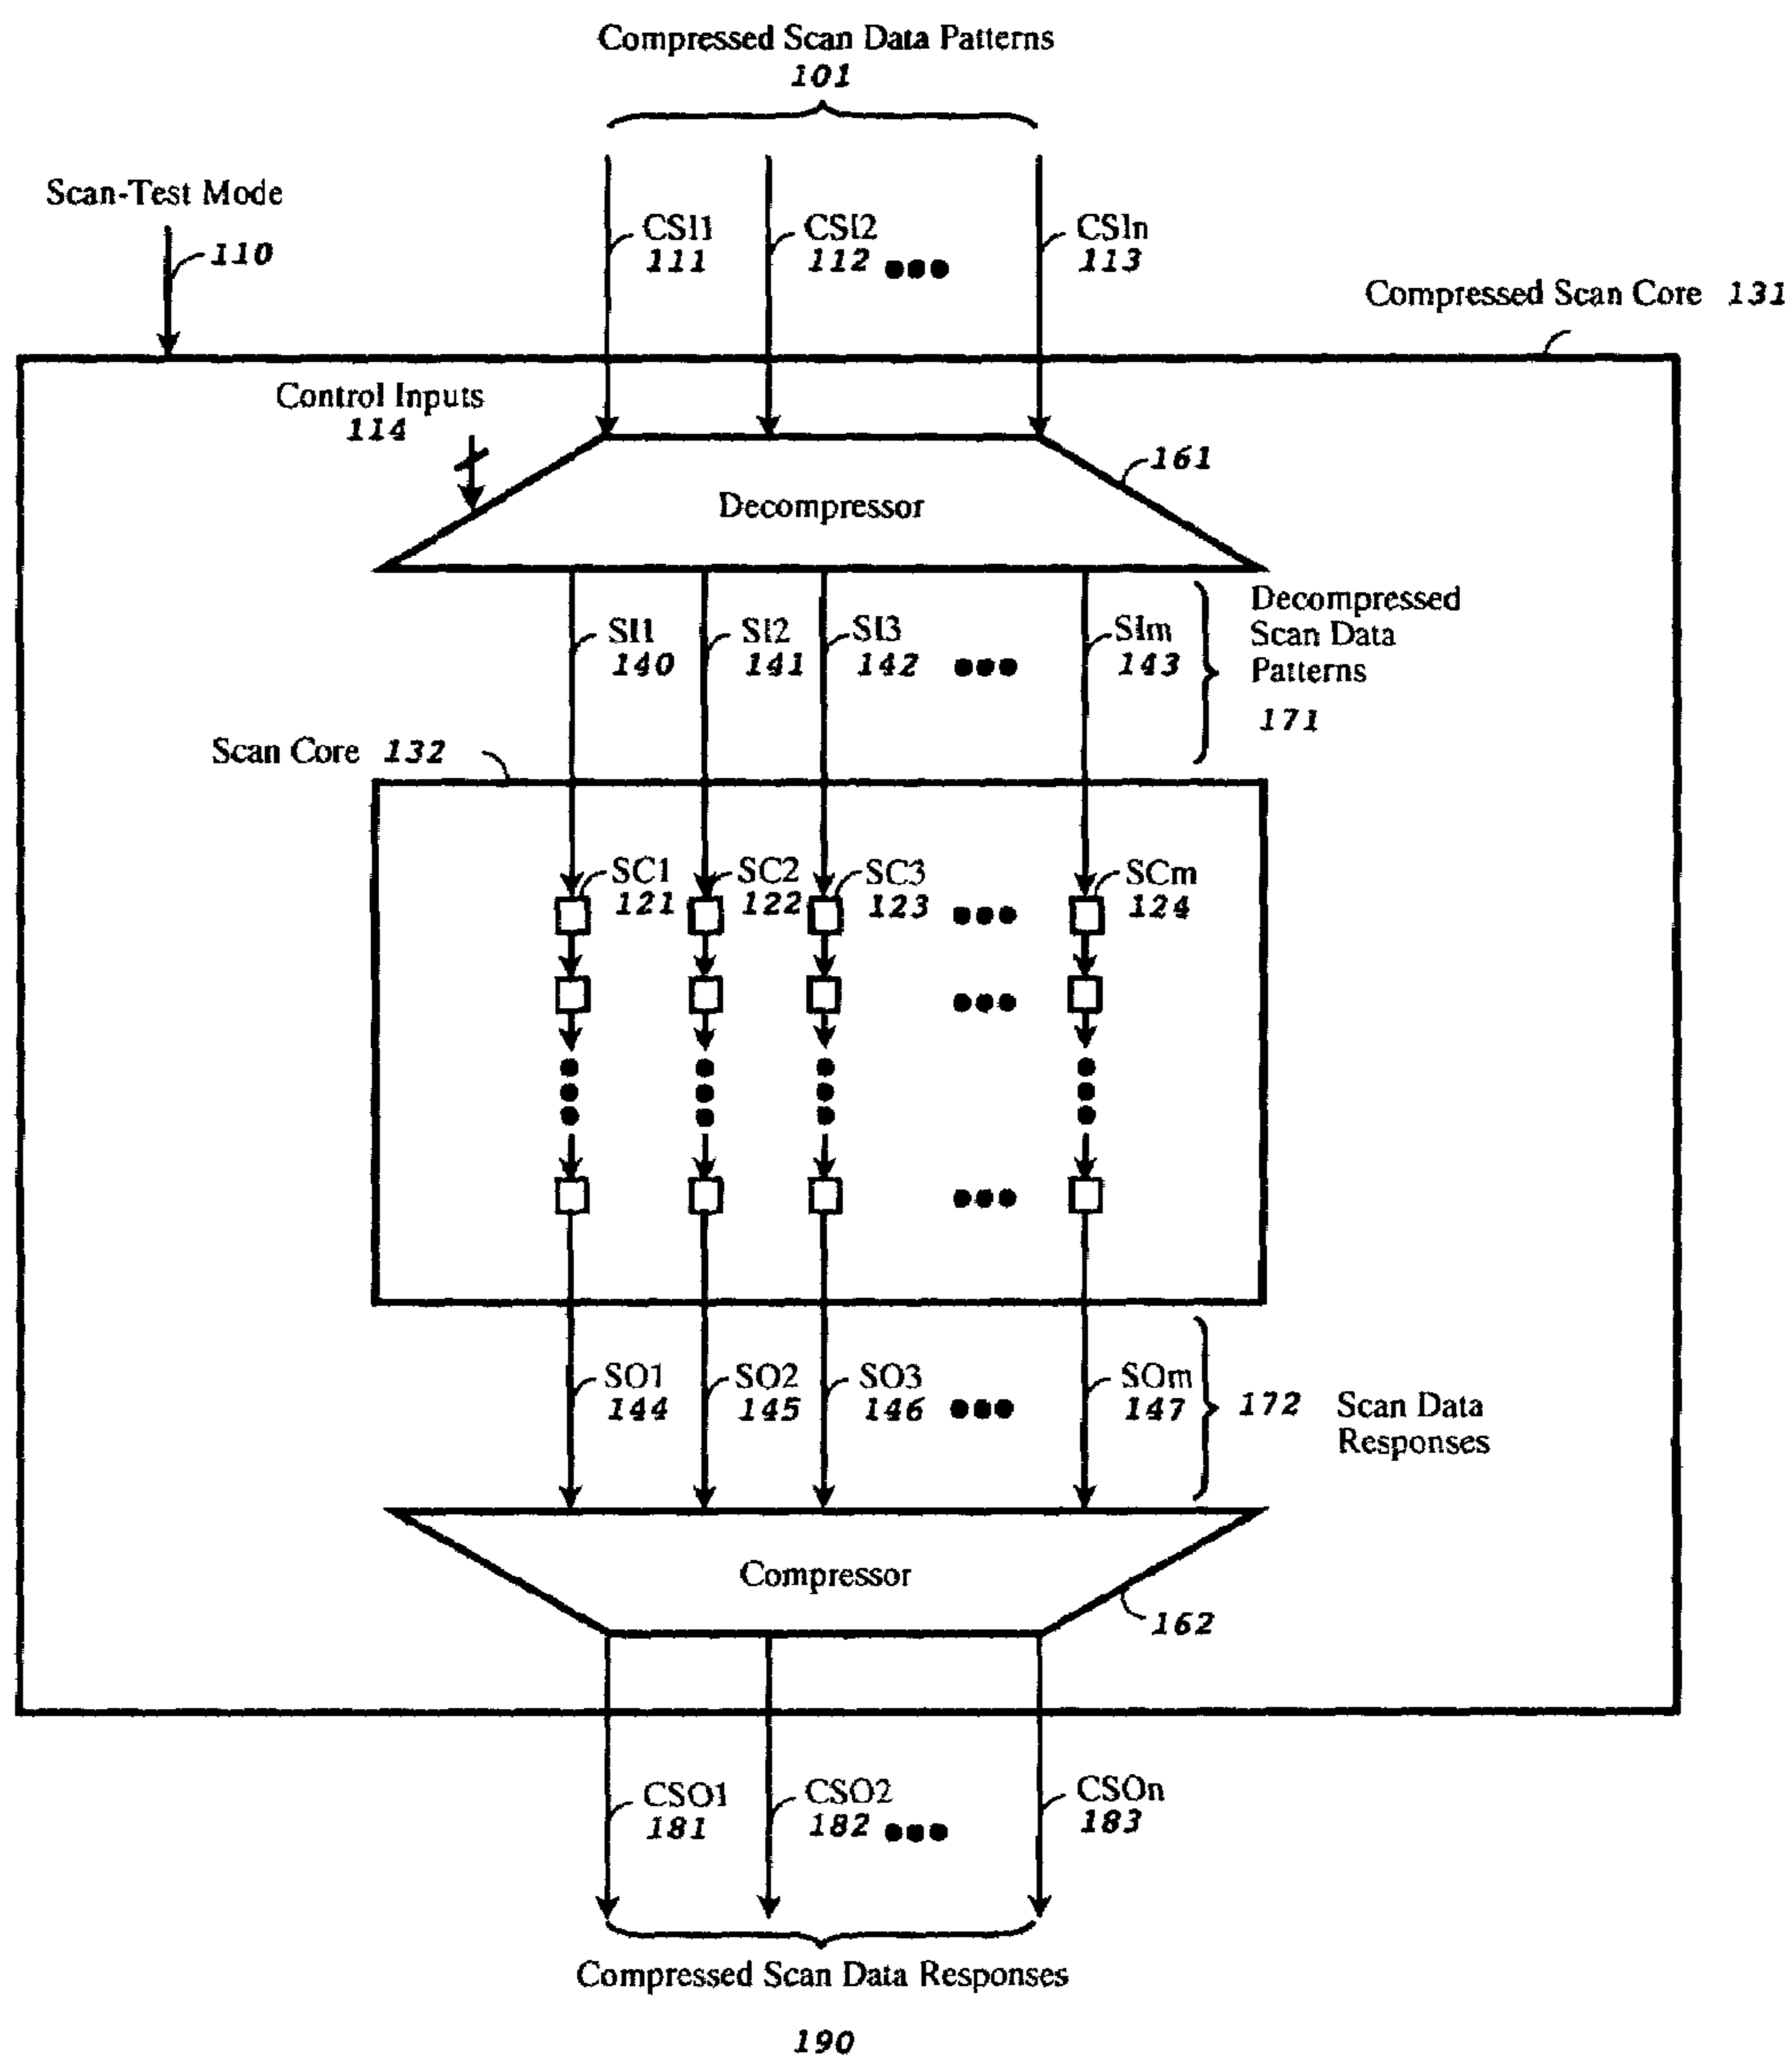 Compressed Scan Data Patterns
101
Scan-Test Mode
110
CSI1
111
CSI2
112
CSIn
113
Compressed Scan Core 131
Control Inputs
114
161
Decompressor
SI1
140
SI2
141
SI3
142
SIm
143
Decompressed
Scan Data
Patterns
171
Scan Core 132
SC1
121
SC2
122
SC3
123
SCm
124
SO1
144
SO2
145
SO3
146
SOm
147
172 Scan Data
Responses
Compressor
162
CSO1
181
CSO2
182
CSOn
183
Compressed Scan Data Responses
190